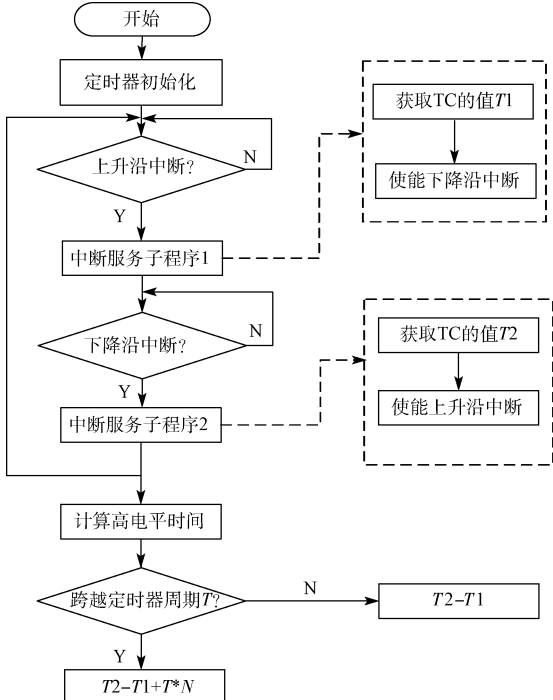 开始
定时器初始化
上升沿中断?
N
Y
中断服务子程序1
获取TC的值T1
使能下降沿中断
下降沿中断?
N
Y
中断服务子程序2
获取TC的值T2
使能上升沿中断
计算高电平时间
跨越定时器周期T?
N
T2-T1
Y
T2-T1+T*N